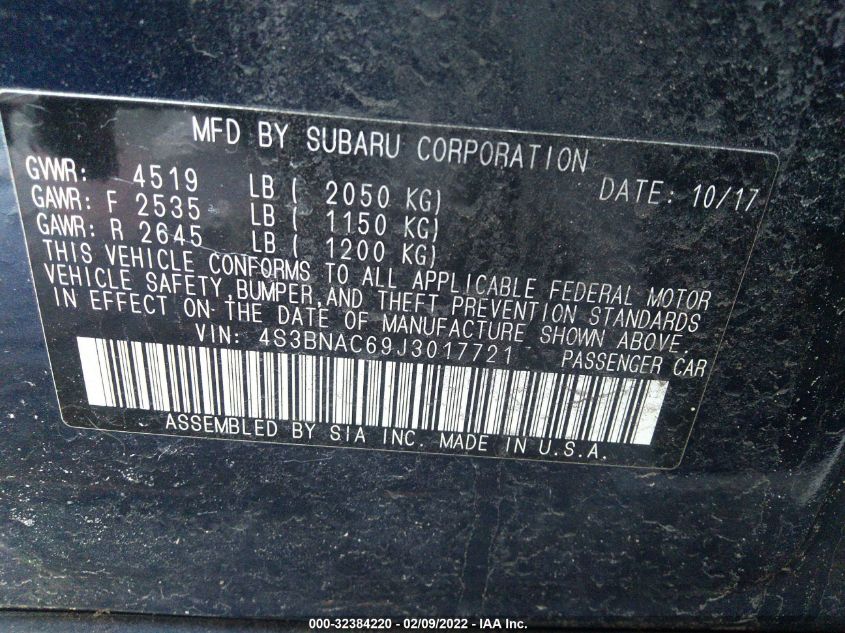 MFD BY SUBARU CORPORATION
GVWR: 4519 LB ( 2050 KG) DATE: 10/17
GAWR: F 2535 LB ( 1150 KG)
GAWR: R 2645 LB ( 1200 KG)
THIS VEHICLE CONFORMS TO ALL APPLICABLE FEDERAL MOTOR
VEHICLE SAFETY,BUMPER,AND THEFT PREVENTION STANDARDS
IN EFFECT ON THE DATE OF MANUFACTURE SHOWN ABOVE.
VIN: 4S3BNAC69J3017721 PASSENGER CAR
ASSEMBLED BY SIA INC. MADE IN U.S.A.
000-32384220 - 02/09/2022 - IAA Inc.